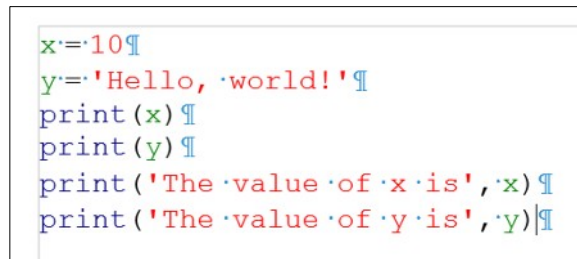 x = 10¶
y = 'Hello, world!'¶
print(x)¶
print(y)¶
print('The value of x is', x)¶
print('The value of y is', y)¶